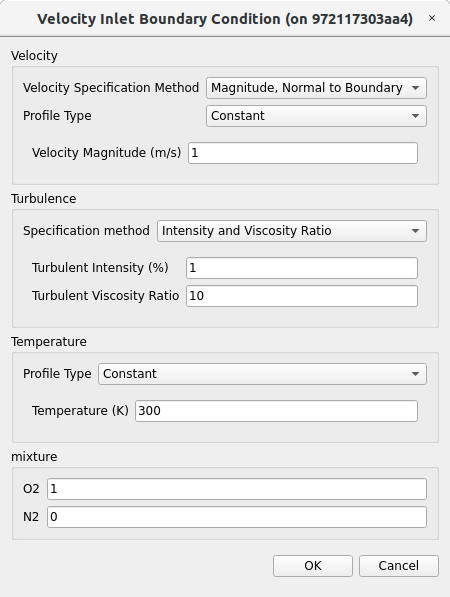 Velocity Inlet Boundary Condition (on 972117303aa4) ×
Velocity
Velocity Specification Method Magnitude, Normal to Boundary
Profile Type Constant
Velocity Magnitude (m/s) 1
Turbulence
Specification method Intensity and Viscosity Ratio
Turbulent Intensity (%) 1
Turbulent Viscosity Ratio 10
Temperature
Profile Type Constant
Temperature (K) 300
mixture
O2 1
N2 0
OK Cancel